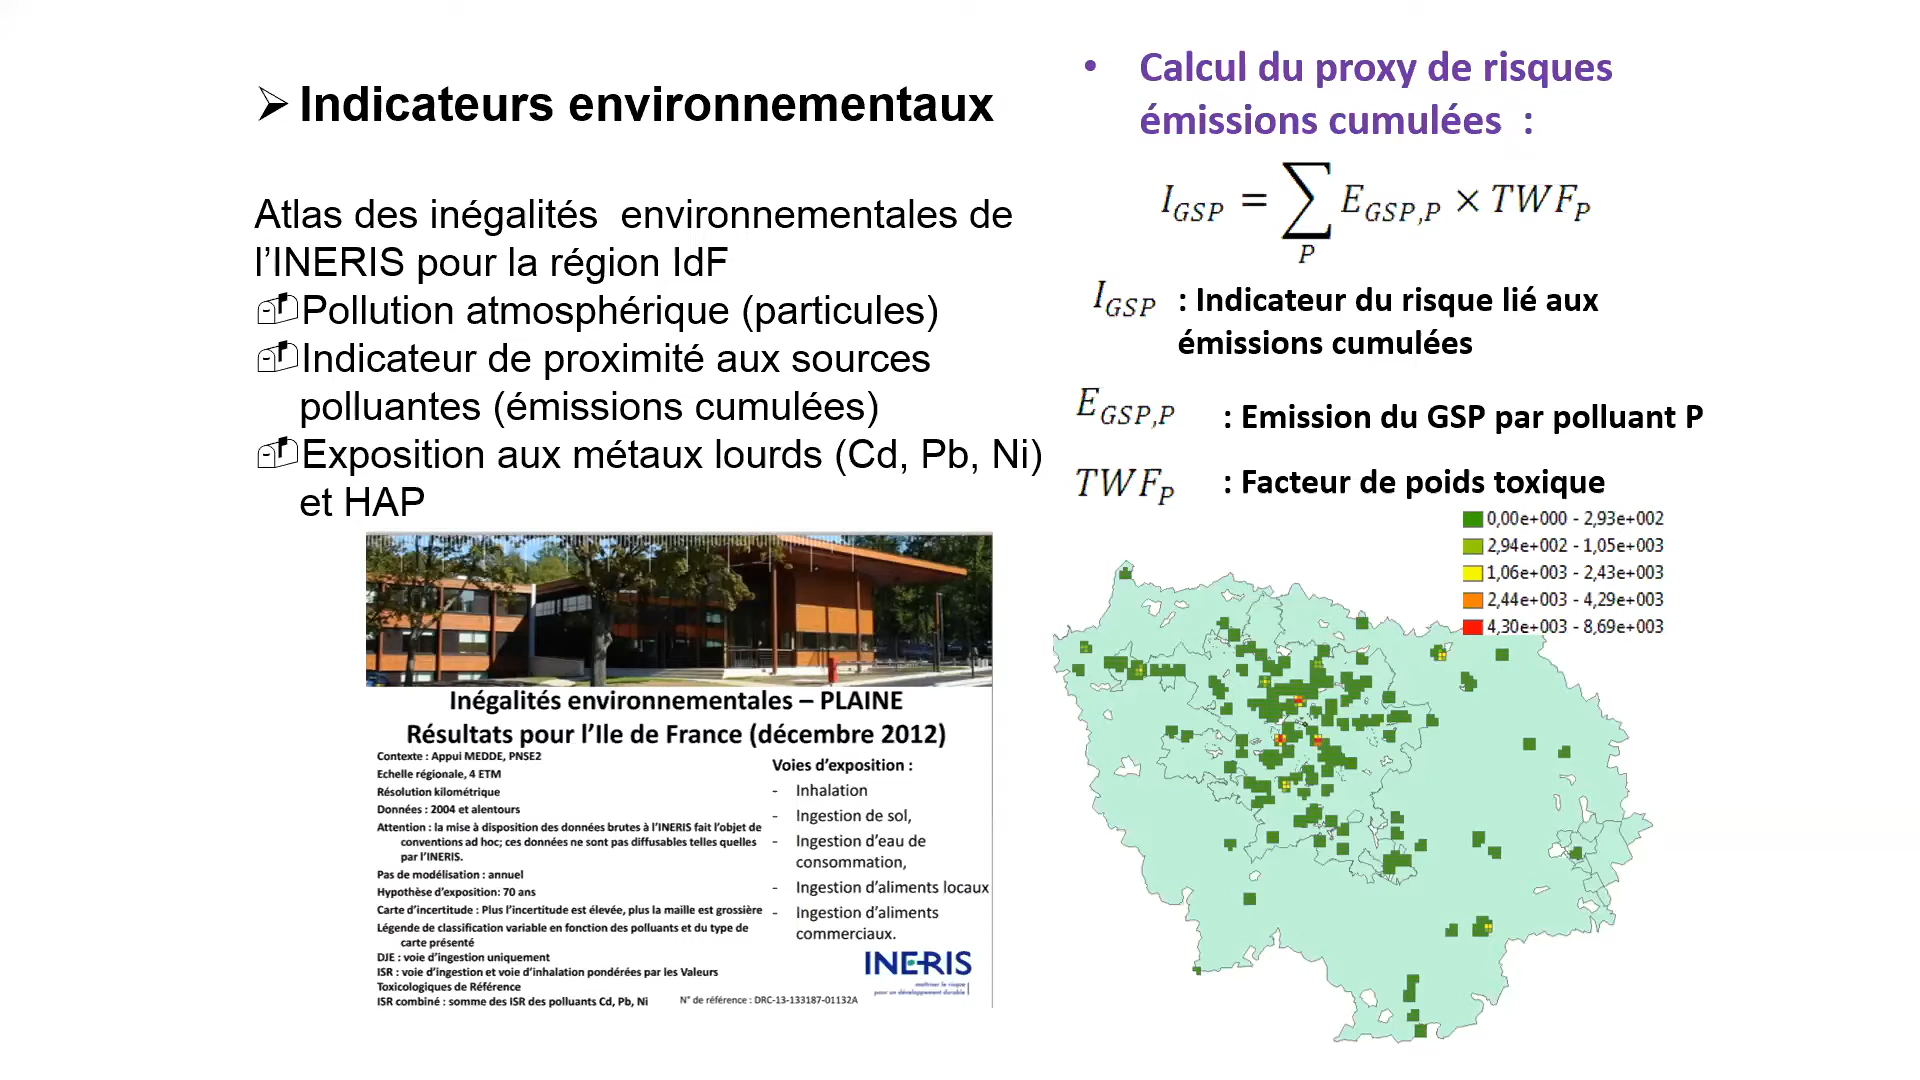 ➢ Indicateurs environnementaux
Atlas des inégalités  environnementales de
l’INERIS pour la région IdF
Pollution atmosphérique (particules)
Indicateur de proximité aux sources
polluantes (émissions cumulées)
Exposition aux métaux lourds (Cd, Pb, Ni)
et HAP
Inégalités environnementales – PLAINE
Résultats pour l’Ile de France (décembre 2012)
Contexte : Appui MEDDE, PNSE2
Echelle régionale, 4 ETM
Résolution kilométrique
Données : 2004 et alentours
Attention : la mise à disposition des données brutes à l’INERIS fait l’objet de
conventions ad hoc; ces données ne sont pas diffusables telles quelles
par l’INERIS.
Pas de modélisation : annuel
Hypothèse d’exposition: 70 ans
Carte d’incertitude : Plus l’incertitude est élevée, plus la maille est grossière
Légende de classification variable en fonction des polluants et du type de
carte présenté
DJE : voie d’ingestion uniquement
ISR : voie d’ingestion et voie d’inhalation pondérées par les Valeurs
Toxicologiques de Référence
ISR combiné : somme des ISR des polluants Cd, Pb, Ni
Voies d’exposition :
- Inhalation
- Ingestion de sol,
- Ingestion d’eau de
consommation,
- Ingestion d’aliments locaux
- Ingestion d’aliments
commerciaux.
INERIS
maîtriser le risque
pour un développement durable
N° de référence : DRC-13-133187-01132A
• Calcul du proxy de risques
émissions cumulées  :
I_GSP = ∑_P E_GSP,P × TWF_P
I_GSP : Indicateur du risque lié aux
émissions cumulées
E_GSP,P : Emission du GSP par polluant P
TWF_P : Facteur de poids toxique
0,00e+000 - 2,93e+002
2,94e+002 - 1,05e+003
1,06e+003 - 2,43e+003
2,44e+003 - 4,29e+003
4,30e+003 - 8,69e+003